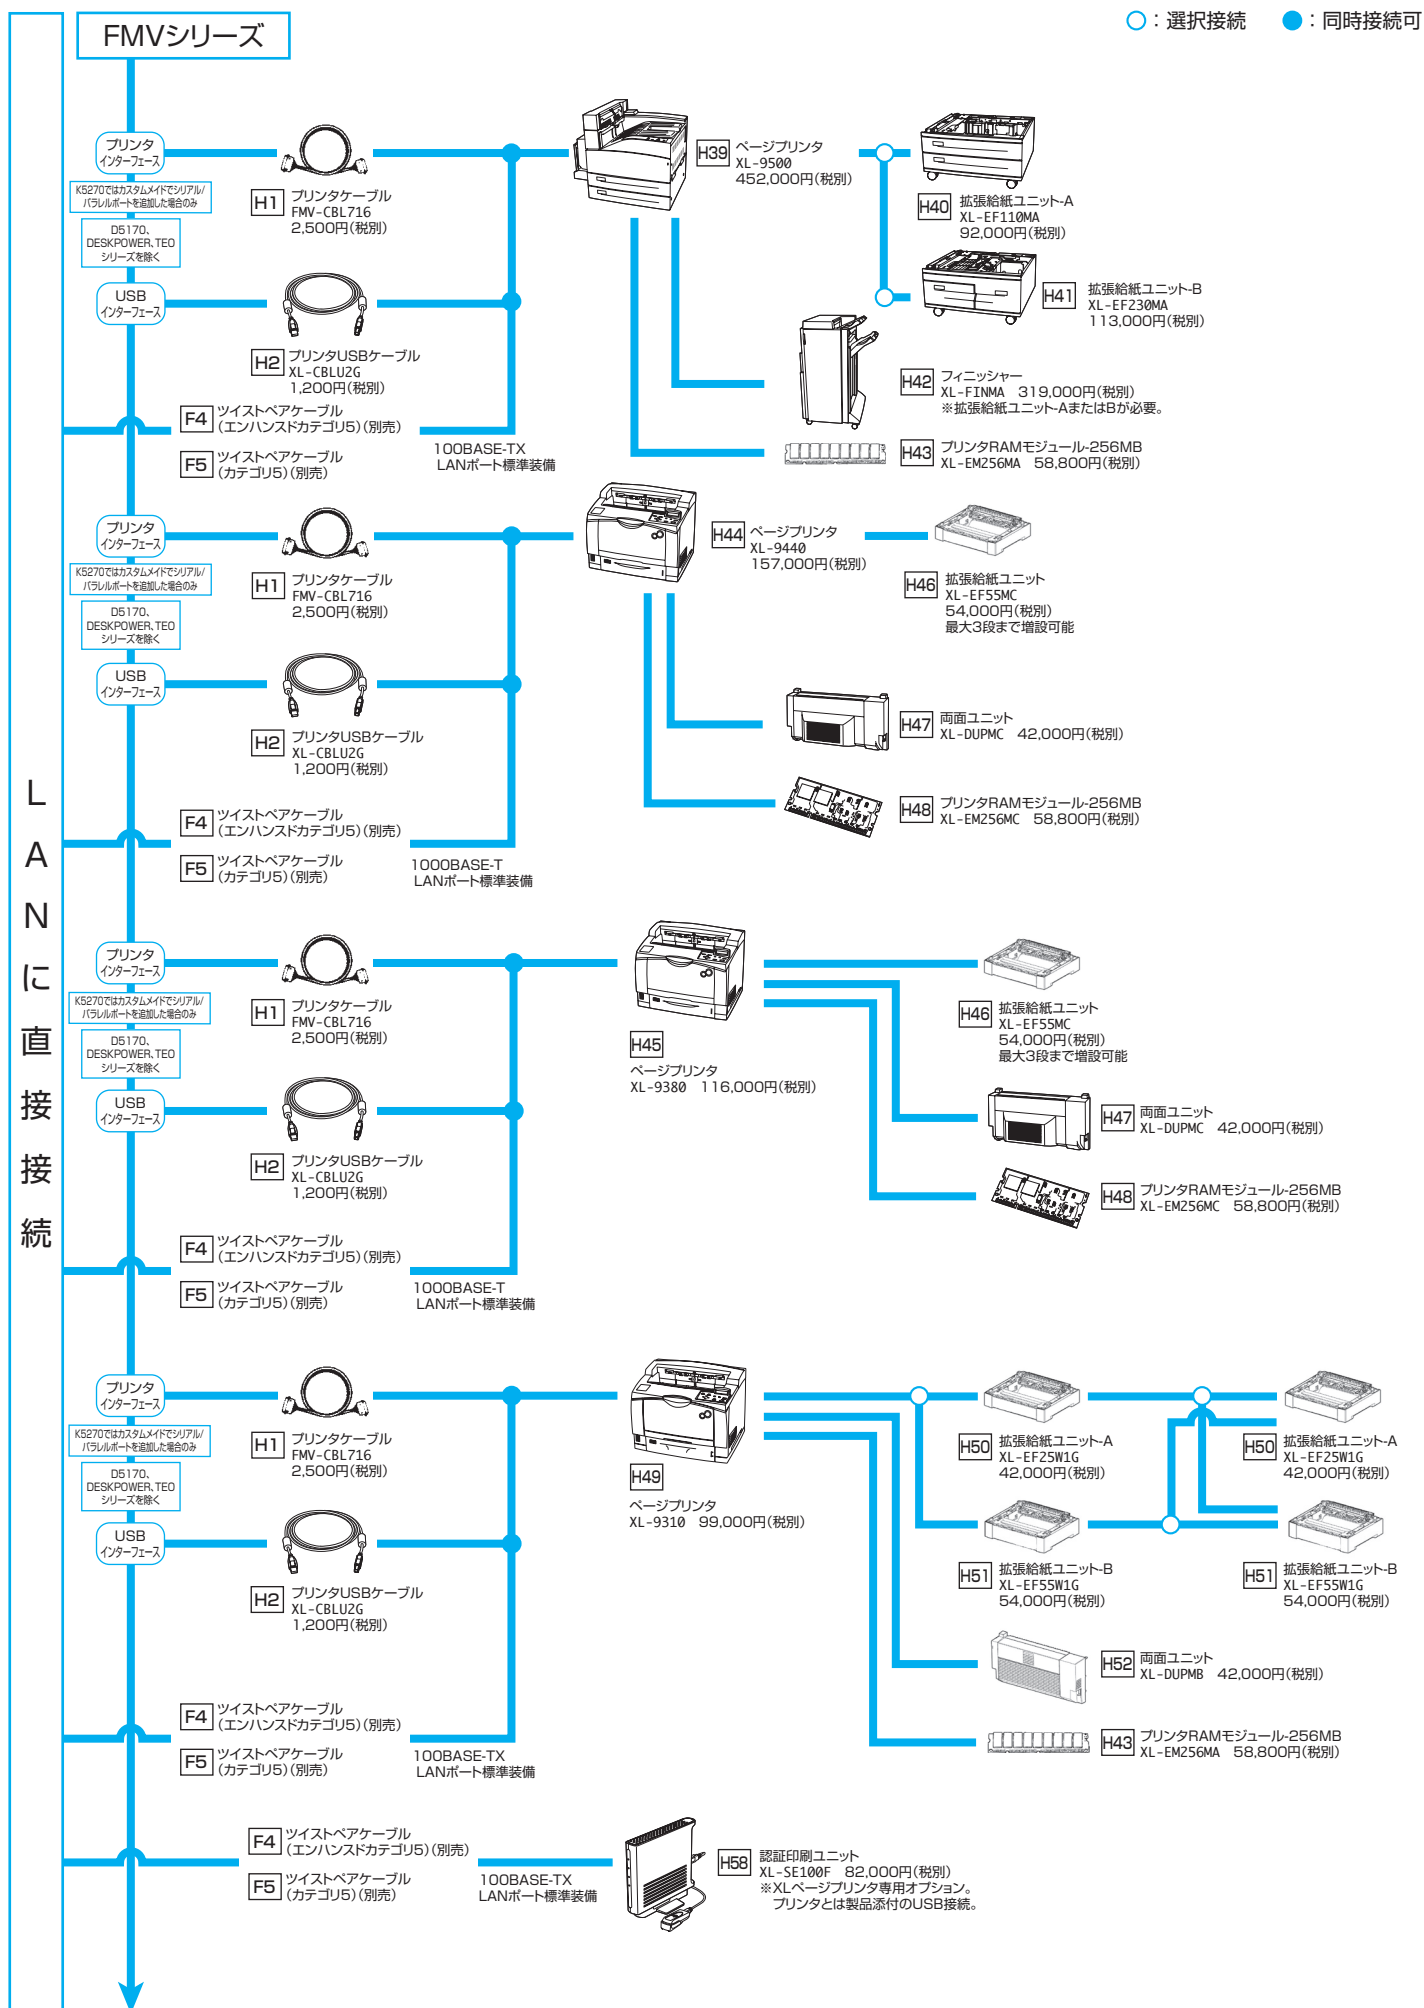 ○：選択接続　●：同時接続可
FMVシリーズ
LANに直接接続
プリンタ
インターフェース
K5270ではカスタムメイドでシリアル/
パラレルポートを追加した場合のみ
D5170、
DESKPOWER、TEO
シリーズを除く
USB
インターフェース
H1 プリンタケーブル
FMV-CBL716
2,500円(税別)
H2 プリンタUSBケーブル
XL-CBLU2G
1,200円(税別)
F4 ツイストペアケーブル
(エンハンスドカテゴリ5)(別売)
F5 ツイストペアケーブル
(カテゴリ5)(別売)
100BASE-TX
LANポート標準装備
H39 ページプリンタ
XL-9500
452,000円(税別)
H40 拡張給紙ユニット-A
XL-EF110MA
92,000円(税別)
H41 拡張給紙ユニット-B
XL-EF230MA
113,000円(税別)
H42 フィニッシャー
XL-FINMA 319,000円(税別)
※拡張給紙ユニット-AまたはBが必要。
H43 プリンタRAMモジュール-256MB
XL-EM256MA 58,800円(税別)
プリンタ
インターフェース
K5270ではカスタムメイドでシリアル/
パラレルポートを追加した場合のみ
D5170、
DESKPOWER、TEO
シリーズを除く
USB
インターフェース
H1 プリンタケーブル
FMV-CBL716
2,500円(税別)
H2 プリンタUSBケーブル
XL-CBLU2G
1,200円(税別)
F4 ツイストペアケーブル
(エンハンスドカテゴリ5)(別売)
F5 ツイストペアケーブル
(カテゴリ5)(別売)
1000BASE-T
LANポート標準装備
H44 ページプリンタ
XL-9440
157,000円(税別)
H46 拡張給紙ユニット
XL-EF55MC
54,000円(税別)
最大3段まで増設可能
H47 両面ユニット
XL-DUPMC 42,000円(税別)
H48 プリンタRAMモジュール-256MB
XL-EM256MC 58,800円(税別)
プリンタ
インターフェース
K5270ではカスタムメイドでシリアル/
パラレルポートを追加した場合のみ
D5170、
DESKPOWER、TEO
シリーズを除く
USB
インターフェース
H1 プリンタケーブル
FMV-CBL716
2,500円(税別)
H2 プリンタUSBケーブル
XL-CBLU2G
1,200円(税別)
F4 ツイストペアケーブル
(エンハンスドカテゴリ5)(別売)
F5 ツイストペアケーブル
(カテゴリ5)(別売)
1000BASE-T
LANポート標準装備
H45
ページプリンタ
XL-9380 116,000円(税別)
H46 拡張給紙ユニット
XL-EF55MC
54,000円(税別)
最大3段まで増設可能
H47 両面ユニット
XL-DUPMC 42,000円(税別)
H48 プリンタRAMモジュール-256MB
XL-EM256MC 58,800円(税別)
プリンタ
インターフェース
K5270ではカスタムメイドでシリアル/
パラレルポートを追加した場合のみ
D5170、
DESKPOWER、TEO
シリーズを除く
USB
インターフェース
H1 プリンタケーブル
FMV-CBL716
2,500円(税別)
H2 プリンタUSBケーブル
XL-CBLU2G
1,200円(税別)
F4 ツイストペアケーブル
(エンハンスドカテゴリ5)(別売)
F5 ツイストペアケーブル
(カテゴリ5)(別売)
100BASE-TX
LANポート標準装備
H49
ページプリンタ
XL-9310 99,000円(税別)
H50 拡張給紙ユニット-A
XL-EF25W1G
42,000円(税別)
H50 拡張給紙ユニット-A
XL-EF25W1G
42,000円(税別)
H51 拡張給紙ユニット-B
XL-EF55W1G
54,000円(税別)
H51 拡張給紙ユニット-B
XL-EF55W1G
54,000円(税別)
H52 両面ユニット
XL-DUPMB 42,000円(税別)
H43 プリンタRAMモジュール-256MB
XL-EM256MA 58,800円(税別)
F4 ツイストペアケーブル
(エンハンスドカテゴリ5)(別売)
F5 ツイストペアケーブル
(カテゴリ5)(別売)
100BASE-TX
LANポート標準装備
H58 認証印刷ユニット
XL-SE100F 82,000円(税別)
※XLページプリンタ専用オプション。
プリンタとは製品添付のUSB接続。